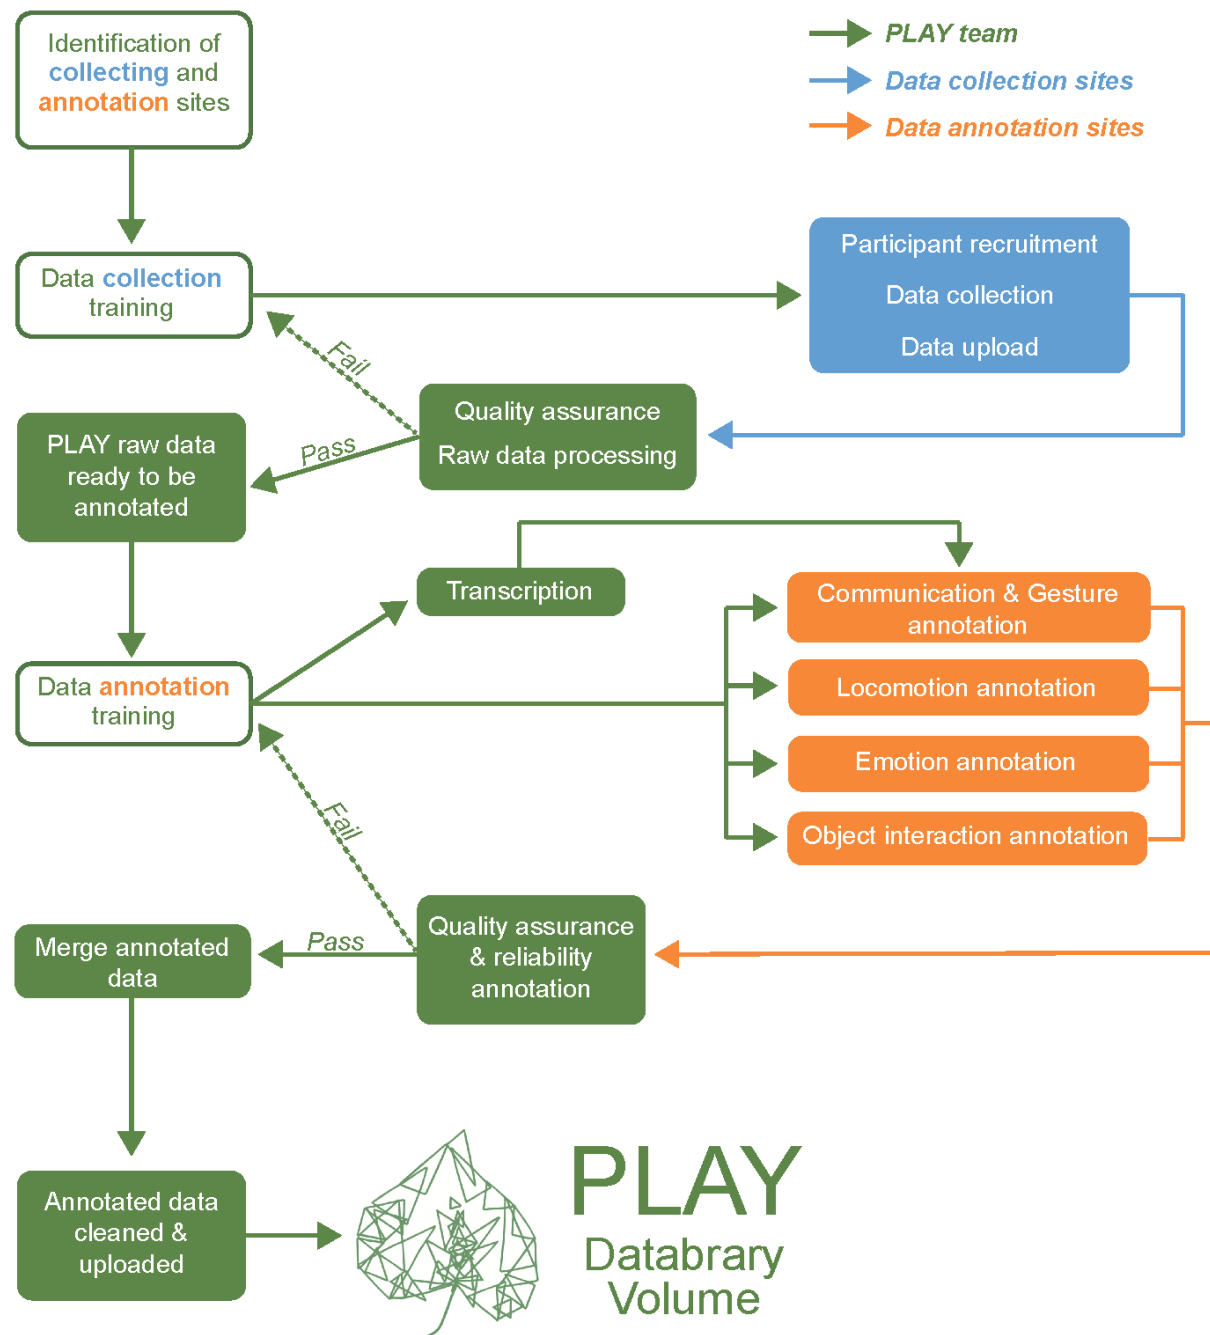 Identification of
collecting and
annotation sites
PLAY team
Data collection sites
Data annotation sites
Data collection
training
Participant recruitment
Data collection
Data upload
Fail
Quality assurance
Raw data processing
Pass
PLAY raw data
ready to be
annotated
Transcription
Communication & Gesture
annotation
Locomotion annotation
Emotion annotation
Object interaction annotation
Data annotation
training
Fail
Quality assurance
& reliability
annotation
Pass
Merge annotated
data
Annotated data
cleaned &
uploaded
PLAY
Databrary
Volume